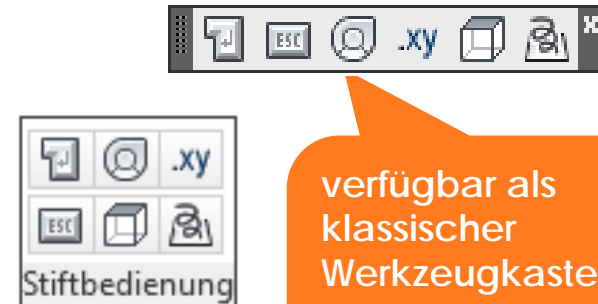 ESC .xy
.xy
ESC
Stiftbedienung
verfügbar als
klassischer
Werkzeugkaste